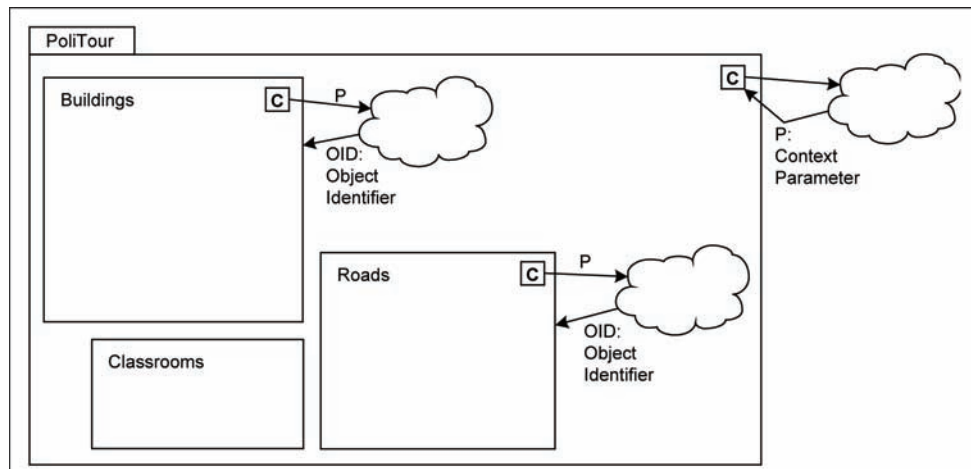 PoliTour
Buildings
C
P
OID:
Object
Identifier
C
P:
Context
Parameter
Roads
C
P
OID:
Object
Identifier
Classrooms